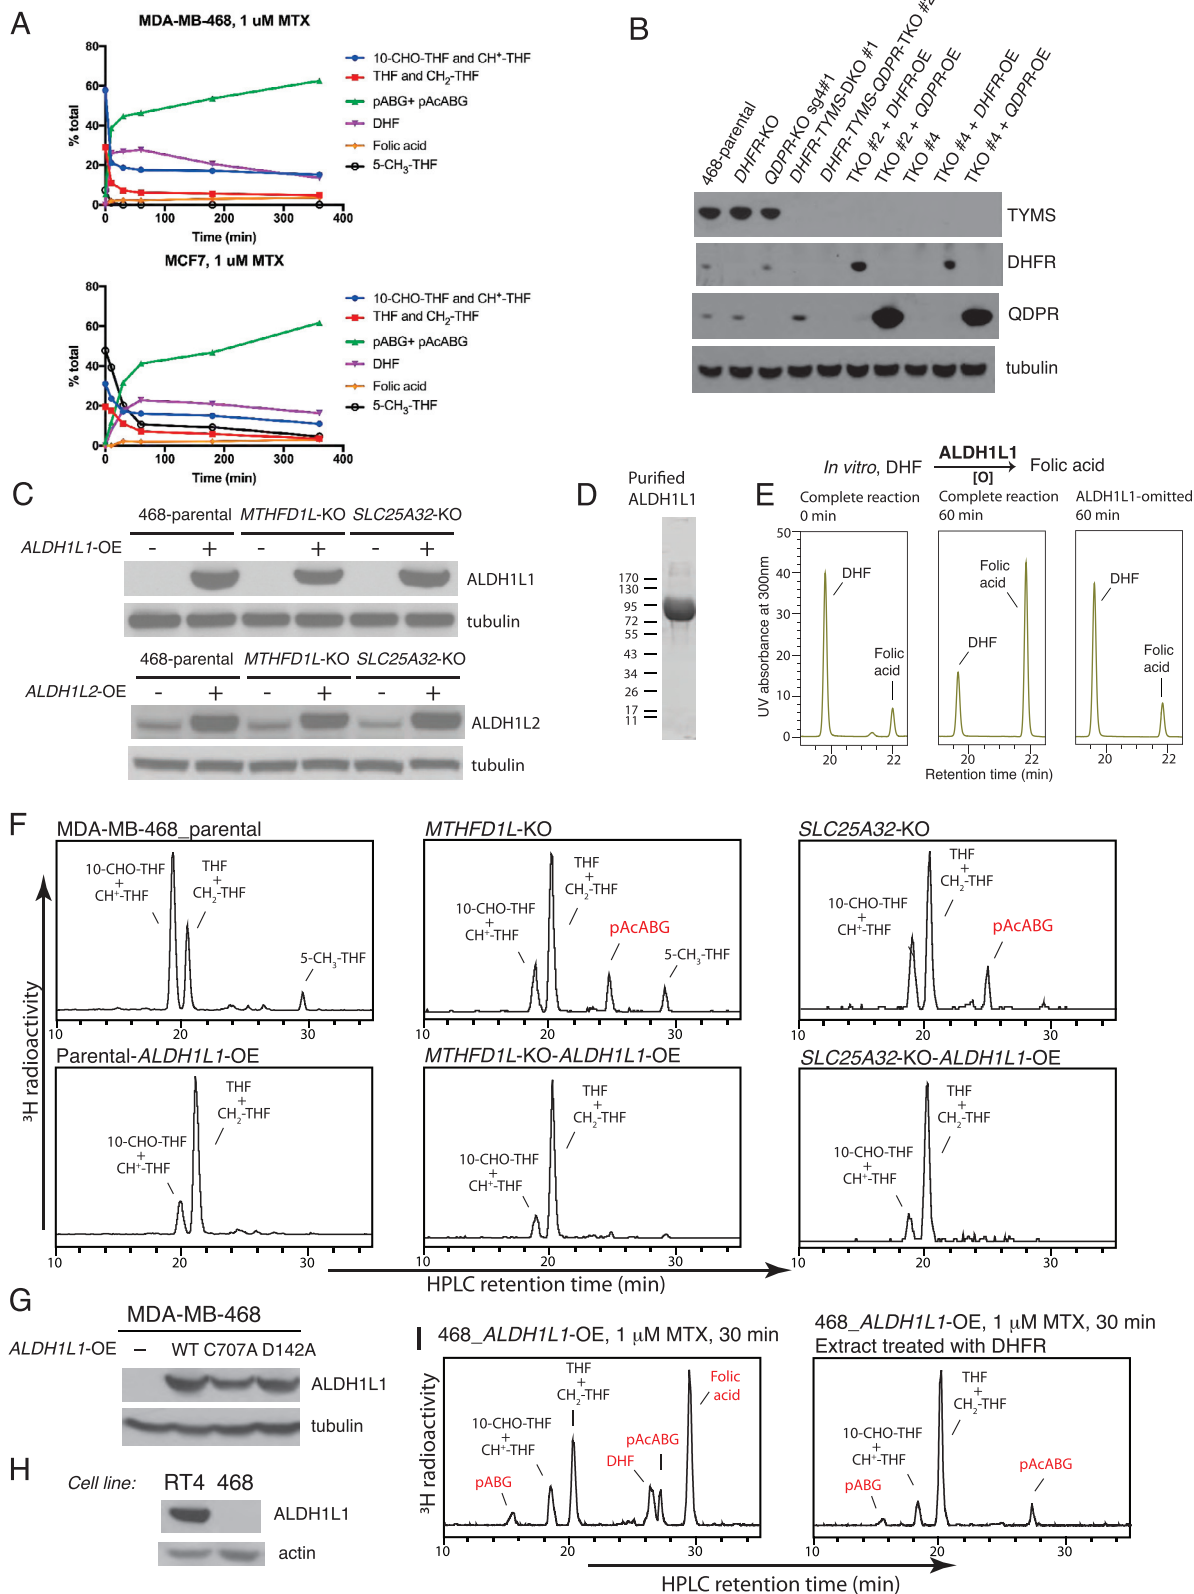 A
MDA-MB-468, 1 uM MTX
80
60
40
20
0
% total
0 100 200 300 400
Time (min)
10-CHO-THF and CH⁺-THF
THF and CH₂-THF
pABG+ pAcABG
DHF
Folic acid
5-CH₃-THF
MCF7, 1 uM MTX
80
60
40
20
0
% total
0 100 200 300 400
Time (min)
10-CHO-THF and CH⁺-THF
THF and CH₂-THF
pABG+ pAcABG
DHF
Folic acid
5-CH₃-THF
B
468-parental
DHFR-KO
QDPR-KO sg4#1
DHFR-TYMS-DKO #1
DHFR-TYMS-QDPR-TKO #2
TKO #2 + DHFR-OE
TKO #2 + QDPR-OE
TKO #4
TKO #4 + DHFR-OE
TKO #4 + QDPR-OE
TYMS
DHFR
QDPR
tubulin
C
468-parental MTHFD1L-KO SLC25A32-KO
ALDH1L1-OE - + - + - +
ALDH1L1
tubulin
468-parental MTHFD1L-KO SLC25A32-KO
ALDH1L2-OE - + - + - +
ALDH1L2
tubulin
D
Purified
ALDH1L1
170
130
95
72
55
43
34
26
17
11
E
In vitro, DHF ALDH1L1 [O] Folic acid
Complete reaction
0 min
Complete reaction
60 min
ALDH1L1-omitted
60 min
UV absorbance at 300nm
50
40
30
20
10
0
DHF
Folic
acid
DHF
Folic
acid
DHF
Folic
acid
20 22 20 22 20 22
Retention time (min)
F
³H radioactivity
MDA-MB-468_parental
10-CHO-THF
+
CH⁺-THF
THF
+
CH₂-THF
5-CH₃-THF
10 20 30
MTHFD1L-KO
10-CHO-THF
+
CH⁺-THF
THF
+
CH₂-THF
pAcABG
5-CH₃-THF
10 20 30
SLC25A32-KO
10-CHO-THF
+
CH⁺-THF
THF
+
CH₂-THF
pAcABG
10 20 30
Parental-ALDH1L1-OE
10-CHO-THF
+
CH⁺-THF
THF
+
CH₂-THF
10 20 30
MTHFD1L-KO-ALDH1L1-OE
10-CHO-THF
+
CH⁺-THF
THF
+
CH₂-THF
10 20 30
SLC25A32-KO-ALDH1L1-OE
10-CHO-THF
+
CH⁺-THF
THF
+
CH₂-THF
10 20 30
HPLC retention time (min)
G
MDA-MB-468
ALDH1L1-OE – WT C707A D142A
ALDH1L1
tubulin
H
Cell line: RT4 468
ALDH1L1
actin
I
468_ALDH1L1-OE, 1 μM MTX, 30 min
³H radioactivity
pABG
10-CHO-THF
+
CH⁺-THF
THF
+
CH₂-THF
DHF
pAcABG
Folic
acid
10 20 30
468_ALDH1L1-OE, 1 μM MTX, 30 min
Extract treated with DHFR
pABG
10-CHO-THF
+
CH⁺-THF
THF
+
CH₂-THF
pAcABG
10 20 30
HPLC retention time (min)